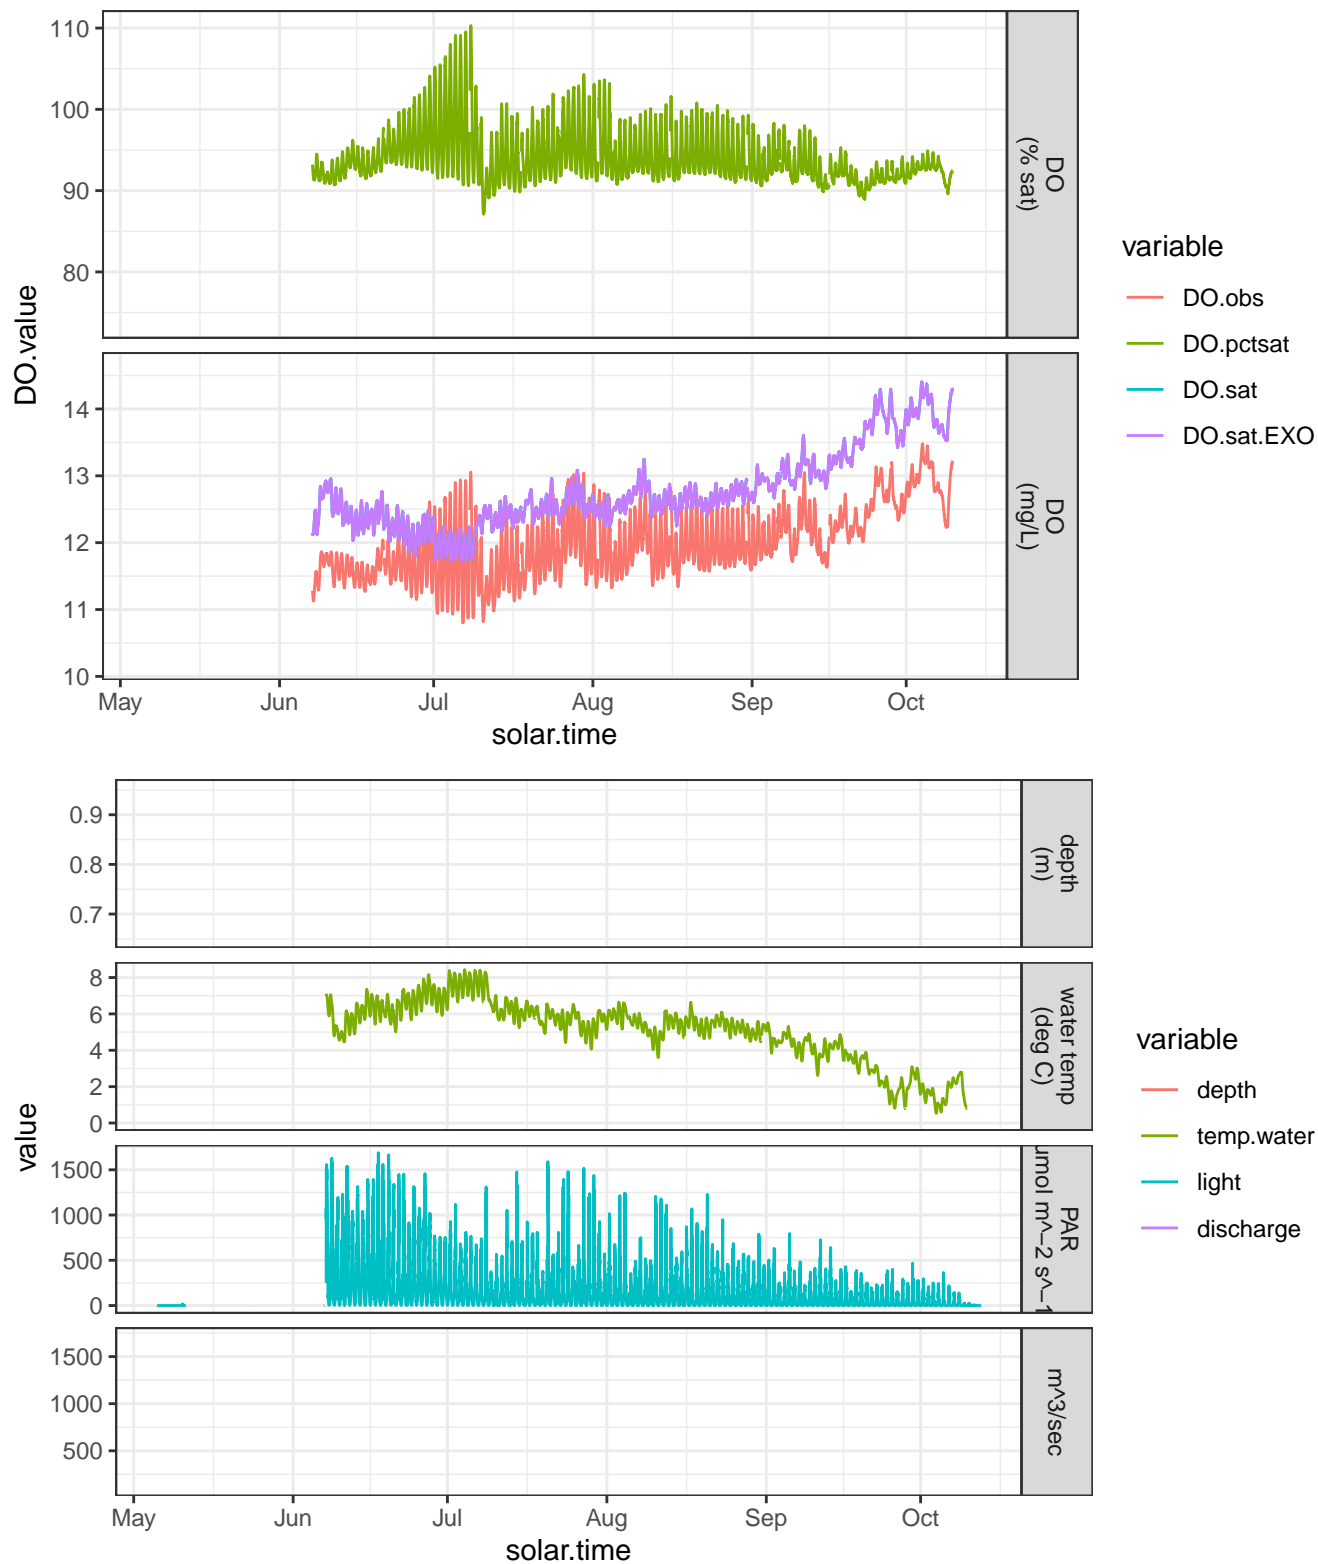 110
100
90
80
DO
(% sat)
14
13
12
11
10
DO
(mg/L)
DO.value
May Jun Jul Aug Sep Oct
solar.time
variable
DO.obs
DO.pctsat
DO.sat
DO.sat.EXO
0.9
0.8
0.7
depth
(m)
8
6
4
2
0
water temp
(deg C)
1500
1000
500
0
PAR
umol m^-2 s^-1
1500
1000
500
m^3/sec
value
May Jun Jul Aug Sep Oct
solar.time
variable
depth
temp.water
light
discharge